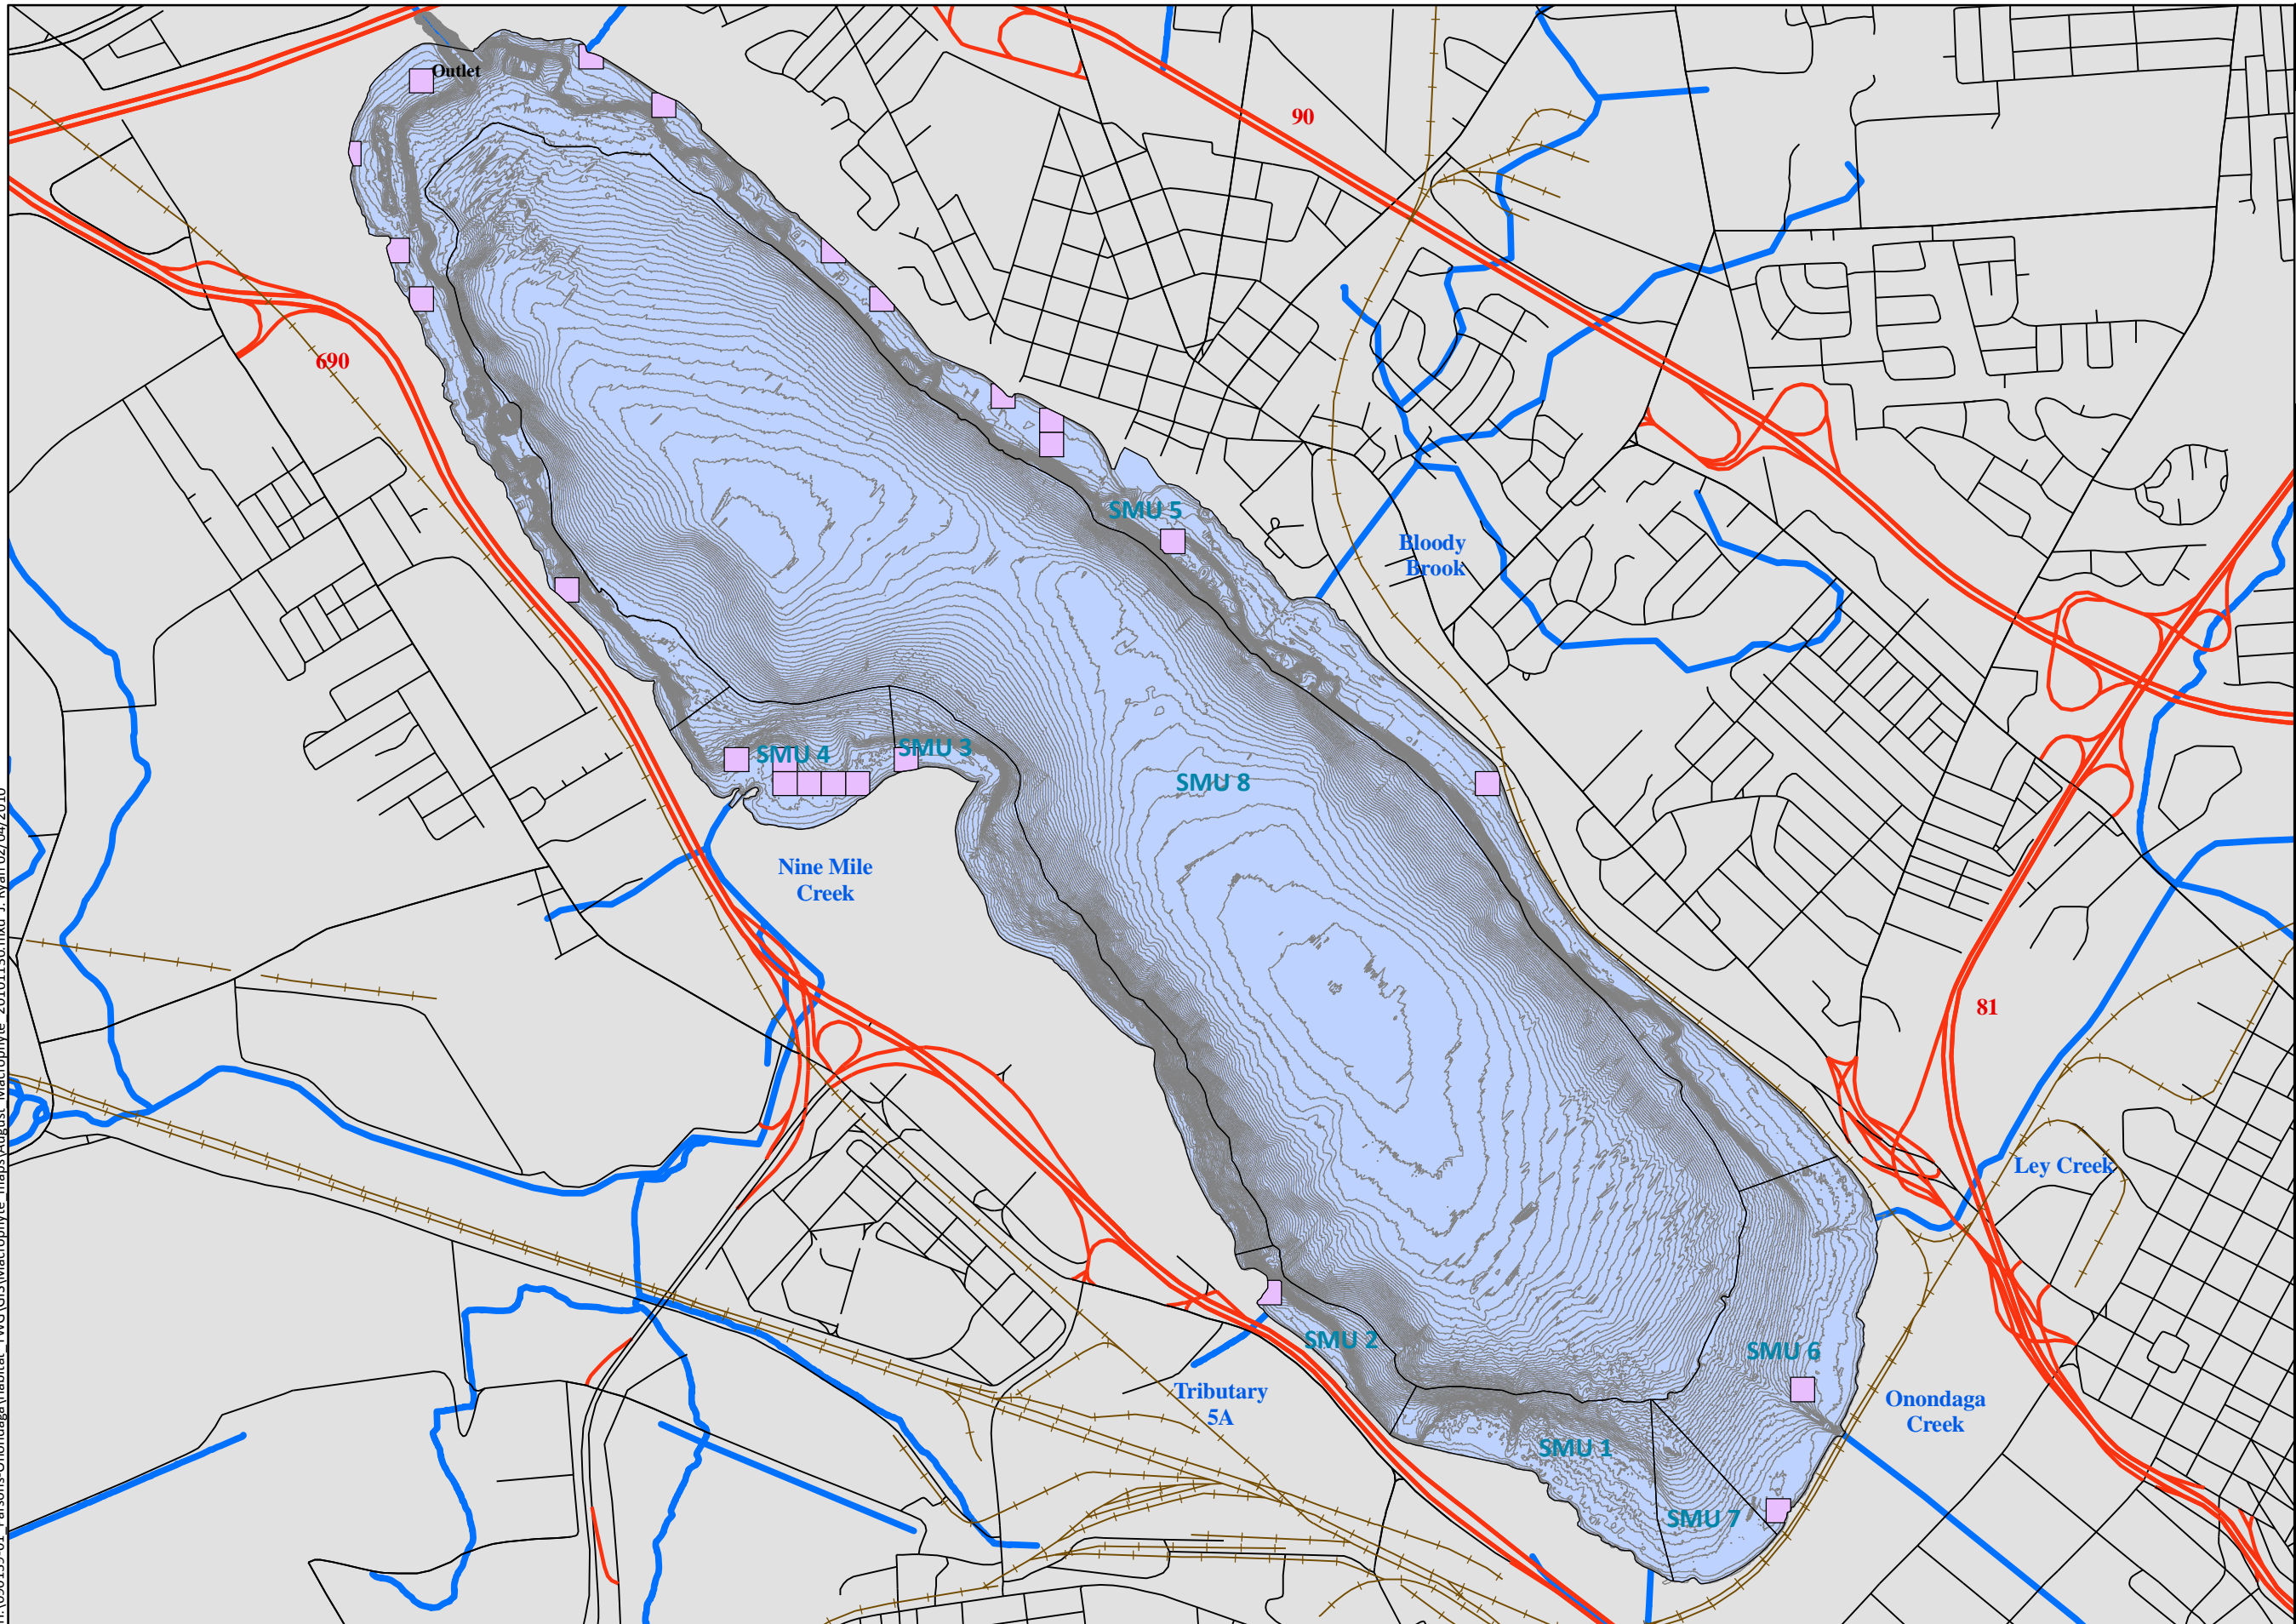 Outlet
90
690
SMU 5
Bloody
Brook
SMU 4
SMU 3
SMU 8
Nine Mile
Creek
81
Ley Creek
SMU 2
SMU 6
Tributary
5A
Onondaga
Creek
SMU 1
SMU 7